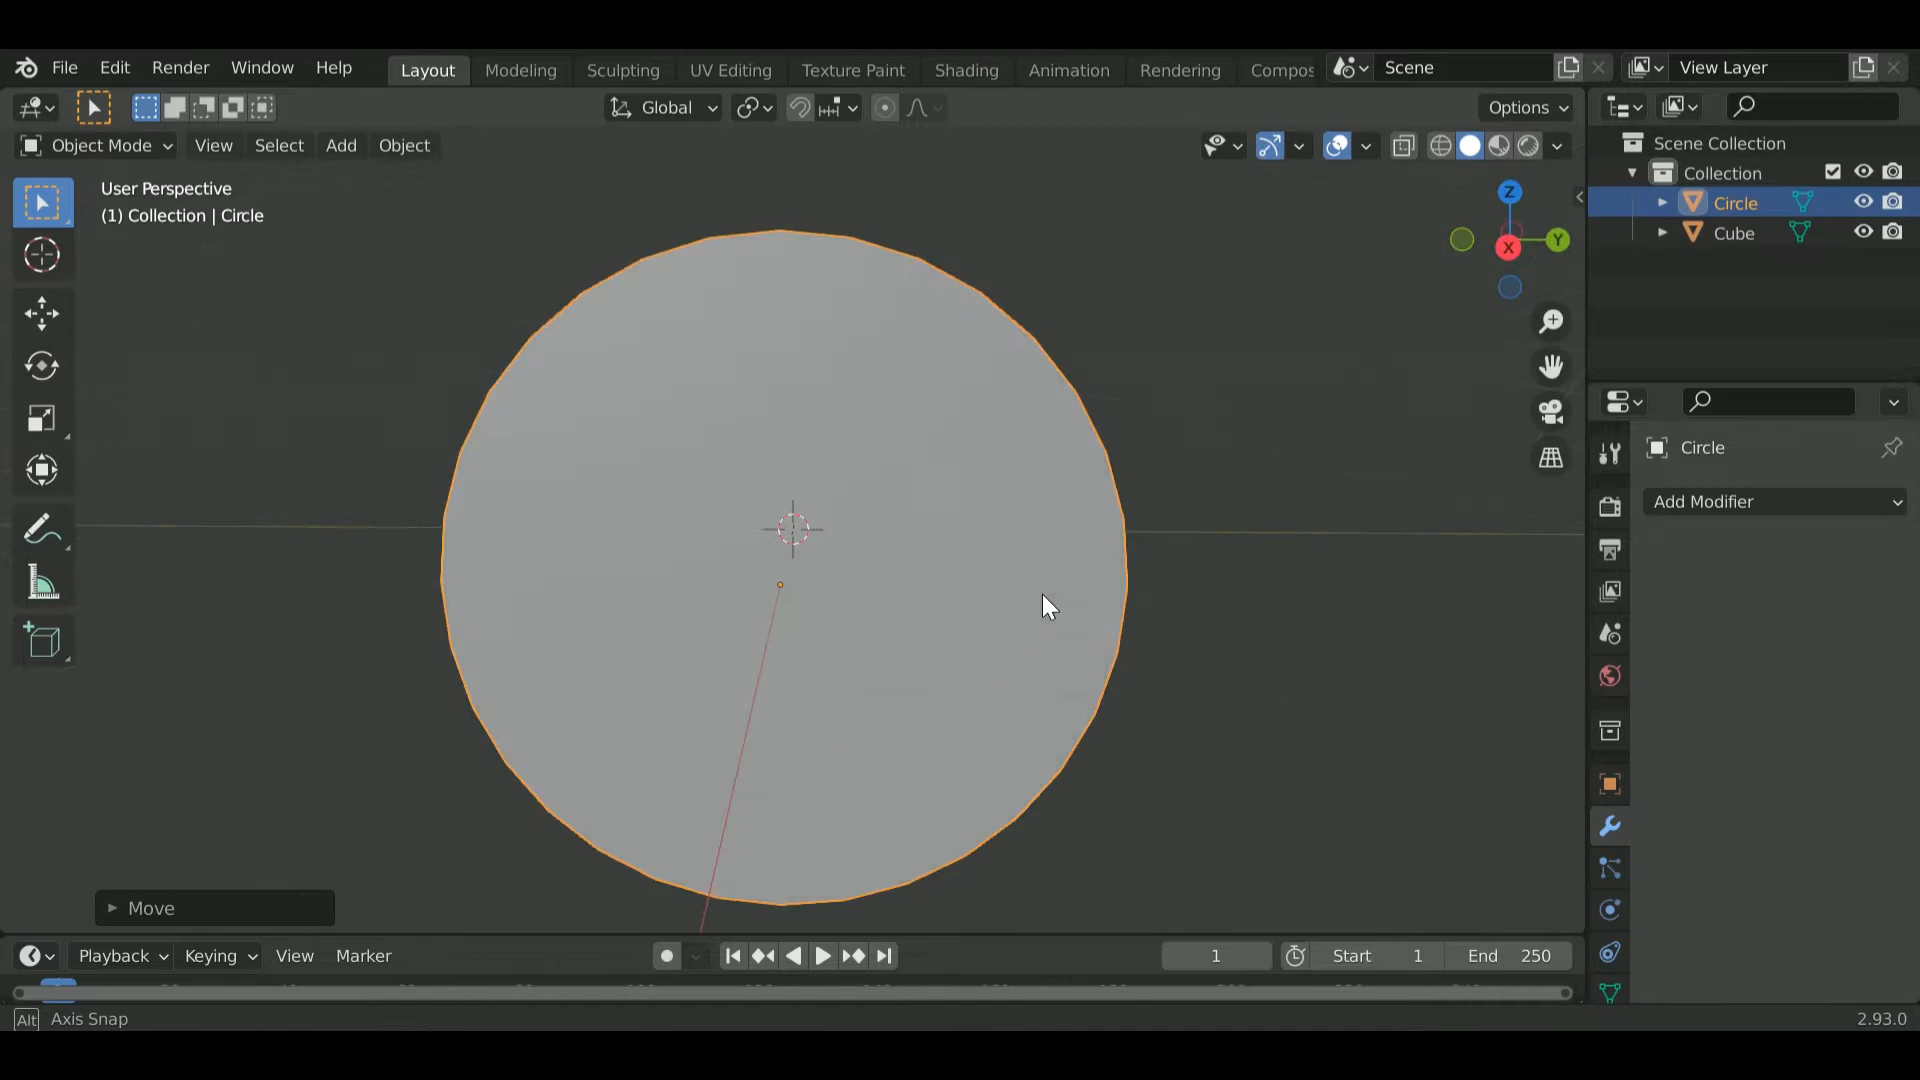 File Edit Render Window Help Layout Modeling Sculpting UV Editing Texture Paint Shading Animation Rendering Compos Scene View Layer
Global Options
Object Mode View Select Add Object
User Perspective
(1) Collection | Circle
Z
Y
X
Scene Collection
Collection
Circle
Cube
Circle
Add Modifier
Move
Playback Keying View Marker 1 Start 1 End 250
Alt Axis Snap 2.93.0